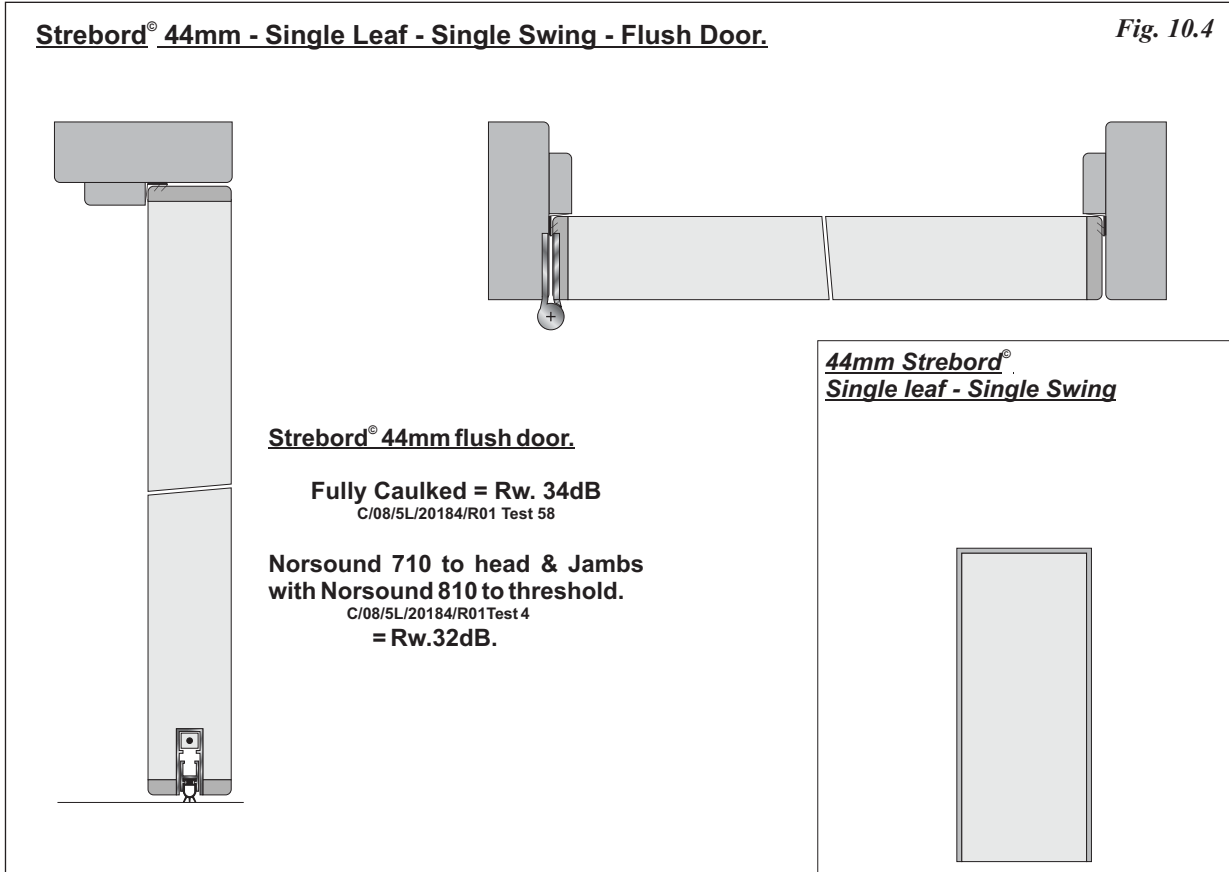 Strebord© 44mm - Single Leaf - Single Swing - Flush Door.
Fig. 10.4
44mm Strebord©.
Single leaf - Single Swing
Strebord© 44mm flush door.
Fully Caulked = Rw. 34dB
C/08/5L/20184/R01 Test 58
Norsound 710 to head & Jambs
with Norsound 810 to threshold.
C/08/5L/20184/R01Test 4
= Rw.32dB.